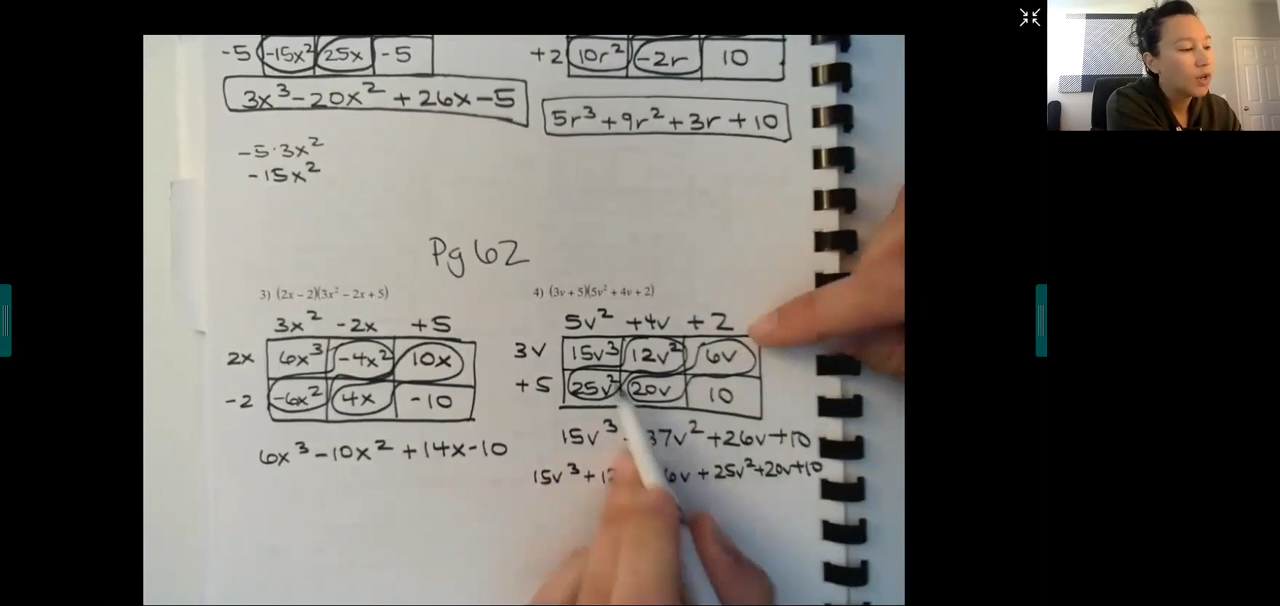 -5 -15x² 25x -5
3x³-20x²+26x-5
-5·3x²
-15x²
+2 10r² -2r 10
5r³+9r²+3r+10
Pg 62
3) (2x − 2)(3x² − 2x + 5)
3x² -2x +5
2x 6x³ -4x² 10x
-2 -6x² 4x -10
6x³-10x²+14x-10
4) (3v + 5)(5v² + 4v + 2)
5v² +4v +2
3v 15v³ 12v² 6v
+5 25v² 20v 10
15v³ 37v²+26v+10
15v³+1 6v+25v²+20v+10